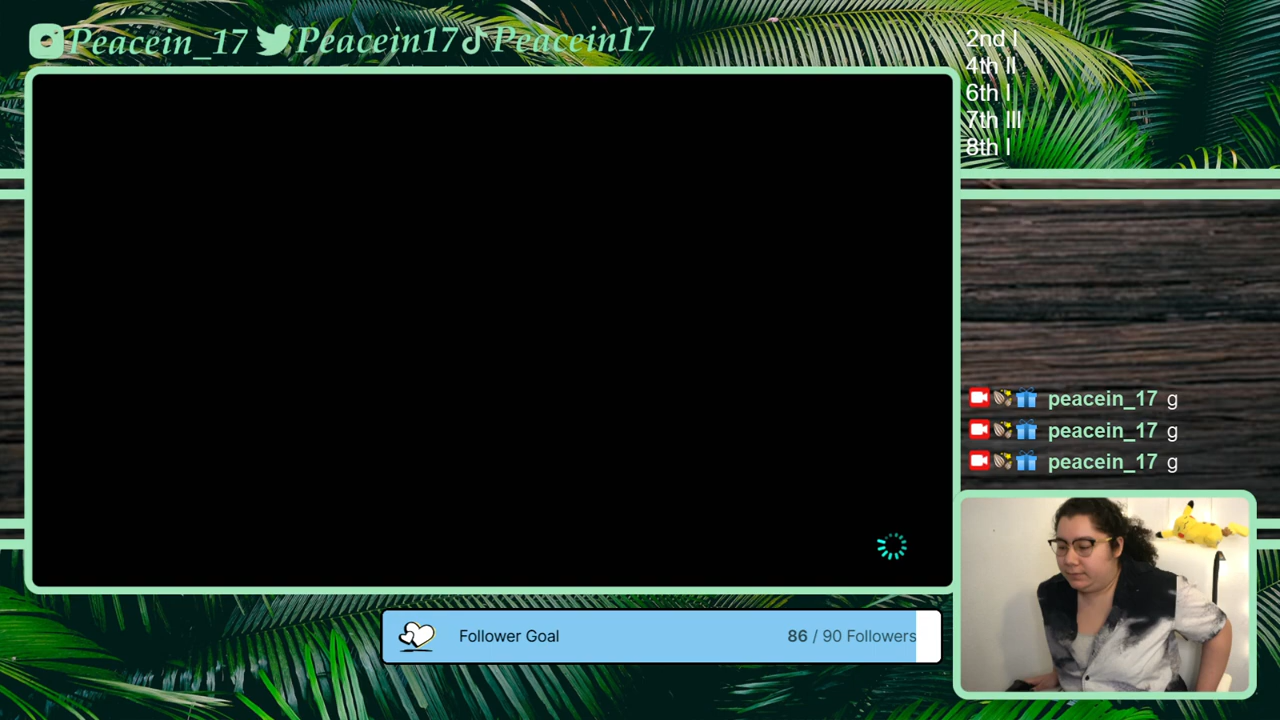 Peacein_17 Peacein17 Peacein17
2nd I
4th II
6th I
7th III
8th I
peacein_17 g
peacein_17 g
peacein_17 g
Follower Goal 86 / 90 Followers